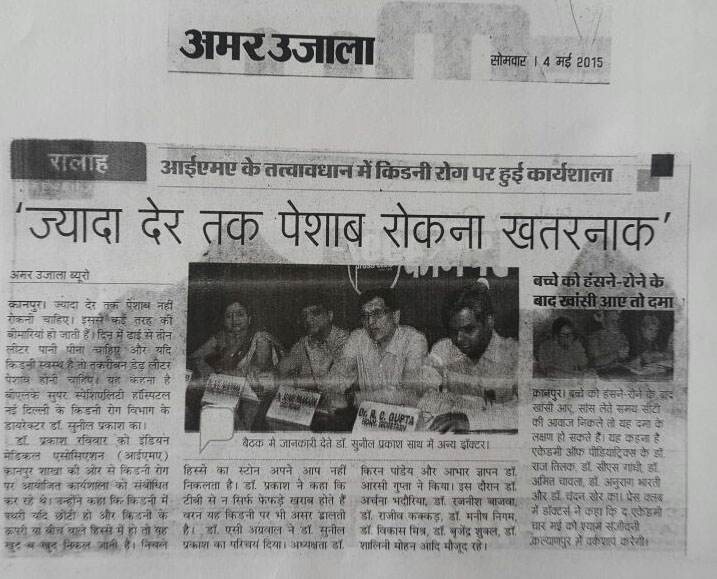 अमर उजाला
सोमवार । 4 मई 2015
सलाह
आईएमए के तत्वावधान में किडनी रोग पर हुई कार्यशाला
'ज्यादा देर तक पेशाब रोकना खतरनाक'
अमर उजाला ब्यूरो
कानपुर। ज्यादा देर तक पेशाब नहीं
रोकनी चाहिए। इससे कई तरह की
बीमारियां हो जाती हैं। दिन में ढाई से तीन
लीटर पानी पीना चाहिए और यदि
किडनी स्वस्थ है तो तकरीबन डेढ़ लीटर
पेशाब होनी चाहिए। यह कहना है
बीएलके सुपर स्पेशिएलिटी हॉस्पिटल
नई दिल्ली के किडनी रोग विभाग के
डायरेक्टर डॉ. सुनील प्रकाश का।
डॉ. प्रकाश रविवार को इंडियन
मेडिकल एसोसिएशन (आईएमए)
कानपुर शाखा की ओर से किडनी रोग
पर आयोजित कार्यशाला को संबोधित
कर रहे थे। उन्होंने कहा कि किडनी में
पथरी यदि छोटी हो और किडनी के
ऊपरी या बीच वाले हिस्से में हो तो यह
खुद ब खुद निकल जाती है। निचले
Dr. R. C. GUPTA
बैठक में जानकारी देते डॉ. सुनील प्रकाश साथ में अन्य डॉक्टर।
हिस्से का स्टोन अपने आप नहीं
निकलता है। डॉ. प्रकाश ने कहा कि
टीबी से न सिर्फ फेफड़े खराब होते हैं
वरन यह किडनी पर भी असर डालती
है। डॉ. एसी अग्रवाल ने डॉ. सुनील
प्रकाश का परिचय दिया। अध्यक्षता डॉ.
किरन पांडेय और आभार ज्ञापन डॉ.
आरसी गुप्ता ने किया। इस दौरान डॉ.
अर्चना भदौरिया, डॉ. रजनीश बाजवा,
डॉ. राजीव कक्कड़, डॉ. मनीष निगम,
डॉ. विकास मिश्र, डॉ. बृजेंद्र शुक्ल, डॉ.
शालिनी मोहन आदि मौजूद रहे।
बच्चे को हंसने-रोने के
बाद खांसी आए तो दमा
कानपुर। बच्चे को हंसने-रोने के बाद
खांसी आए, सांस लेते समय सीटी
की आवाज निकले तो यह दमा के
लक्षण हो सकते हैं। यह कहना है
एकेडमी ऑफ पीडियाट्रिक्स के डॉ.
राज तिलक, डॉ. सीएस गांधी, डॉ.
अमित चावला, डॉ. अनुराग भारती
और डॉ. चंदन खेर का। प्रेस क्लब
में डॉक्टर्स ने कहा कि द एकेडमी
चार मई को श्याम संजीवनी
कल्याणपुर में वर्कशाप करेगी।